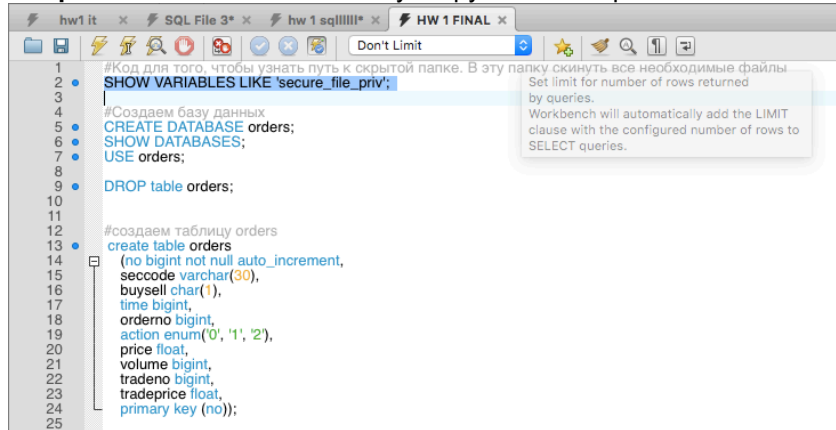 hw1 it × SQL File 3* × hw 1 sqlllllll* × HW 1 FINAL ×
Don't Limit
1 #Код для того, чтобы узнать путь к скрытой папке. В эту папку скинуть все необходимые файлы
2 SHOW VARIABLES LIKE 'secure_file_priv';
Set limit for number of rows returned
3
by queries.
4 #Создаем базу данных
Workbench will automatically add the LIMIT
5 CREATE DATABASE orders;
clause with the configured number of rows to
6 SHOW DATABASES;
SELECT queries.
7 USE orders;
8
9 DROP table orders;
10
11
12 #создаем таблицу orders
13 create table orders
14 (no bigint not null auto_increment,
15 seccode varchar(30),
16 buysell char(1),
17 time bigint,
18 orderno bigint,
19 action enum('0', '1', '2'),
20 price float,
21 volume bigint,
22 tradeno bigint,
23 tradeprice float,
24 primary key (no));
25